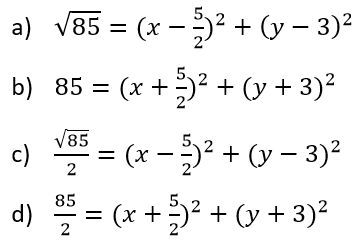 a) √85 = (x − 5/2)² + (y − 3)²
b) 85 = (x + 5/2)² + (y + 3)²
c) √85/2 = (x − 5/2)² + (y − 3)²
d) 85/2 = (x + 5/2)² + (y + 3)²